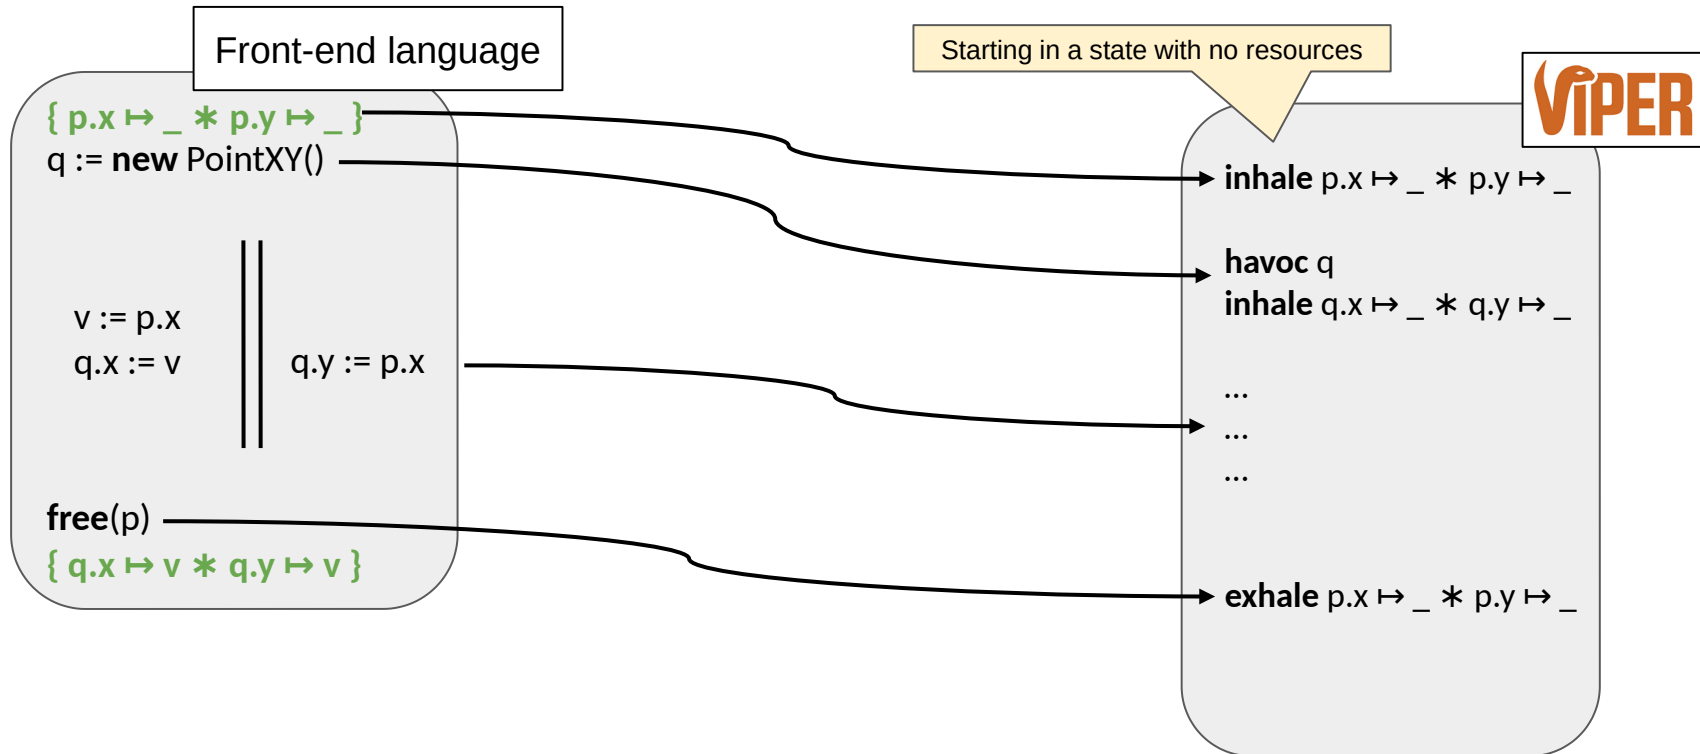 Front-end language
{ p.x ↦ _ ∗ p.y ↦ _ }
q := new PointXY()
v := p.x
q.x := v
q.y := p.x
free(p)
{ q.x ↦ v ∗ q.y ↦ v }
Starting in a state with no resources
VIPER
inhale p.x ↦ _ ∗ p.y ↦ _
havoc q
inhale q.x ↦ _ ∗ q.y ↦ _
...
...
...
exhale p.x ↦ _ ∗ p.y ↦ _